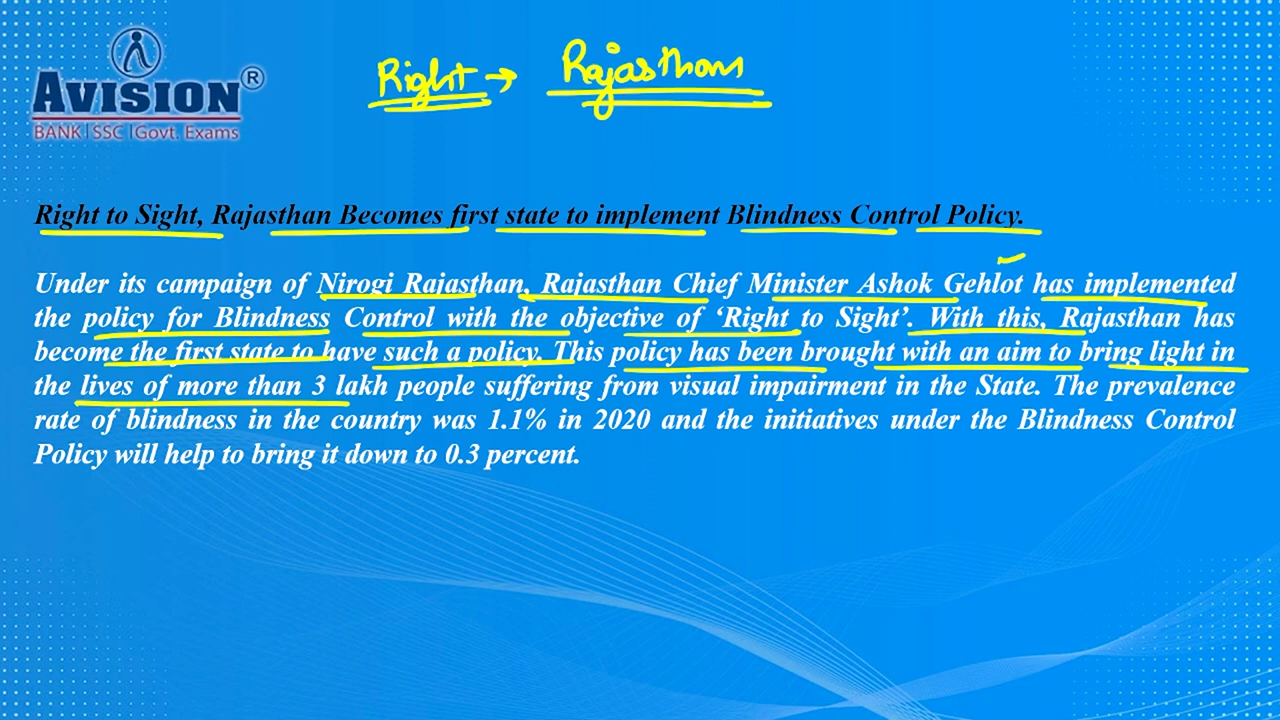 AVISION®
BANK | SSC | Govt. Exams
Right → Rajasthan
Right to Sight, Rajasthan Becomes first state to implement Blindness Control Policy.
Under its campaign of Nirogi Rajasthan, Rajasthan Chief Minister Ashok Gehlot has implemented
the policy for Blindness Control with the objective of ‘Right to Sight’. With this, Rajasthan has
become the first state to have such a policy. This policy has been brought with an aim to bring light in
the lives of more than 3 lakh people suffering from visual impairment in the State. The prevalence
rate of blindness in the country was 1.1% in 2020 and the initiatives under the Blindness Control
Policy will help to bring it down to 0.3 percent.